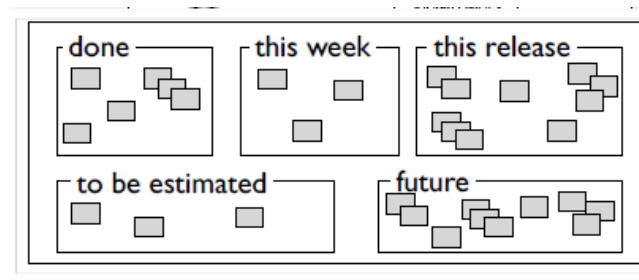 done
this week
this release
to be estimated
future